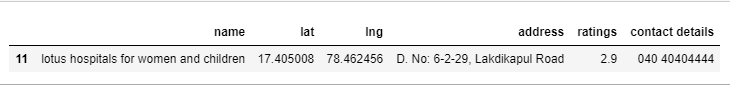 name lat lng address ratings contact details
11 lotus hospitals for women and children 17.405008 78.462456 D. No: 6-2-29, Lakdikapul Road 2.9 040 40404444